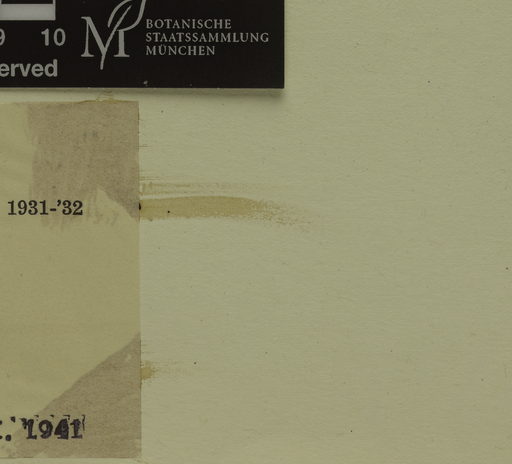 9 10
erved
M BOTANISCHE
STAATSSAMMLUNG
MÜNCHEN
1931-'32
. 1941